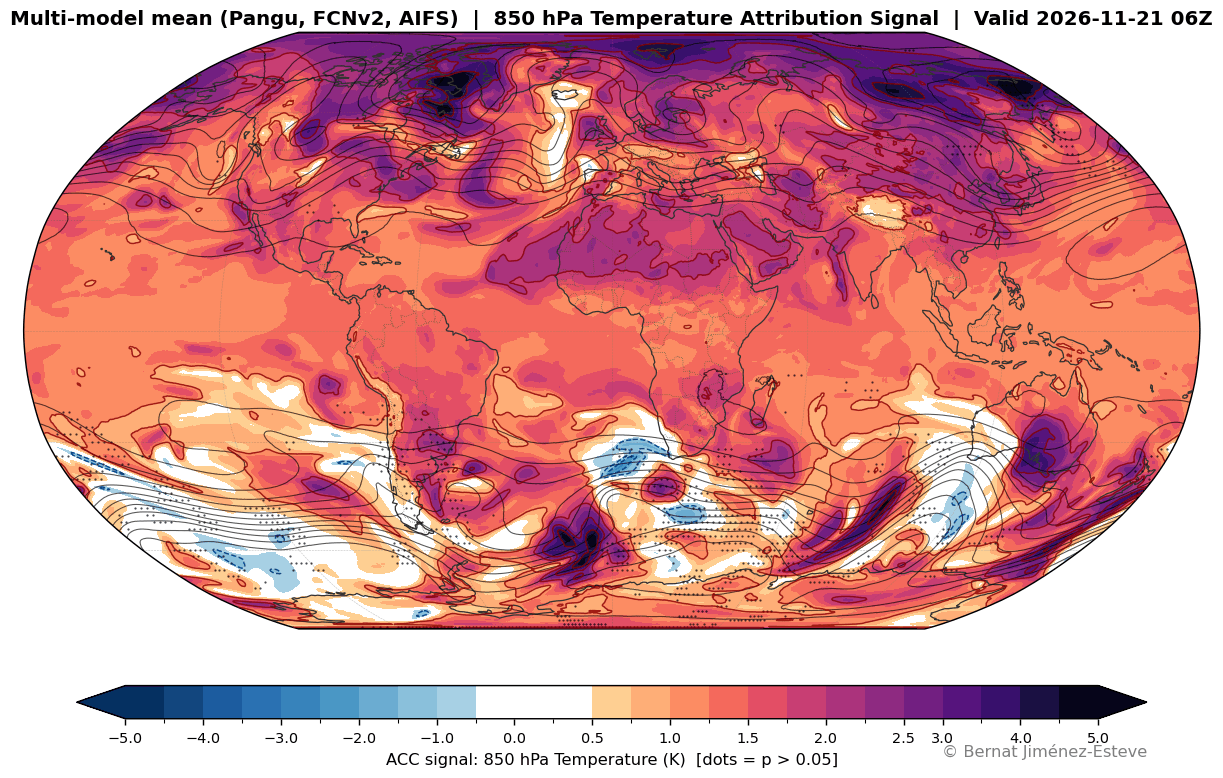 Multi-model mean (Pangu, FCNv2, AIFS)  |  850 hPa Temperature Attribution Signal  |  Valid 2026-11-21 06Z
−5.0 −4.0 −3.0 −2.0 −1.0 0.0 0.5 1.0 1.5 2.0 2.5 3.0 4.0 5.0
ACC signal: 850 hPa Temperature (K)  [dots = p > 0.05]
© Bernat Jiménez-Esteve